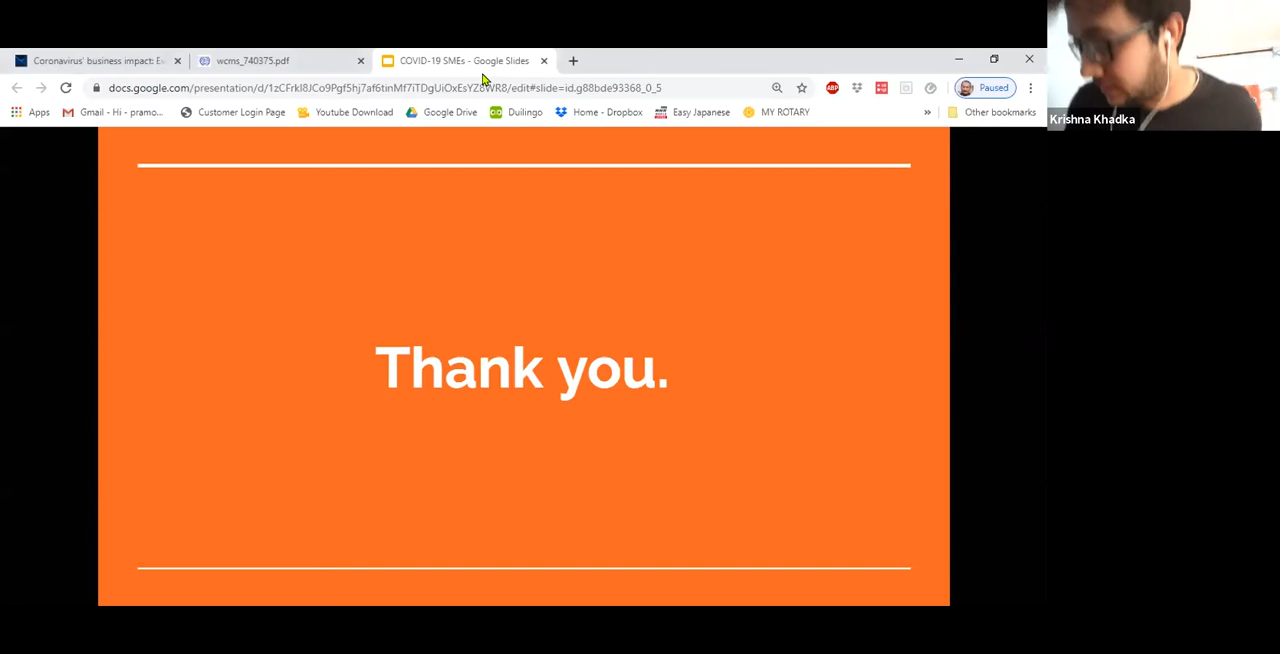 Coronavirus' business impact: Ev
wcms_740375.pdf
COVID-19 SMEs - Google Slides
docs.google.com/presentation/d/1zCFrkI8JCo9Pgf5hj7af6tinMf7iTDgUiOxEsYZ8WR8/edit#slide=id.g88bde93368_0_5
ABP
Paused
Apps
Gmail - Hi - pramo...
Customer Login Page
Youtube Download
Google Drive
Duilingo
Home - Dropbox
Easy Japanese
MY ROTARY
»
Other bookmarks
Krishna Khadka
Thank you.